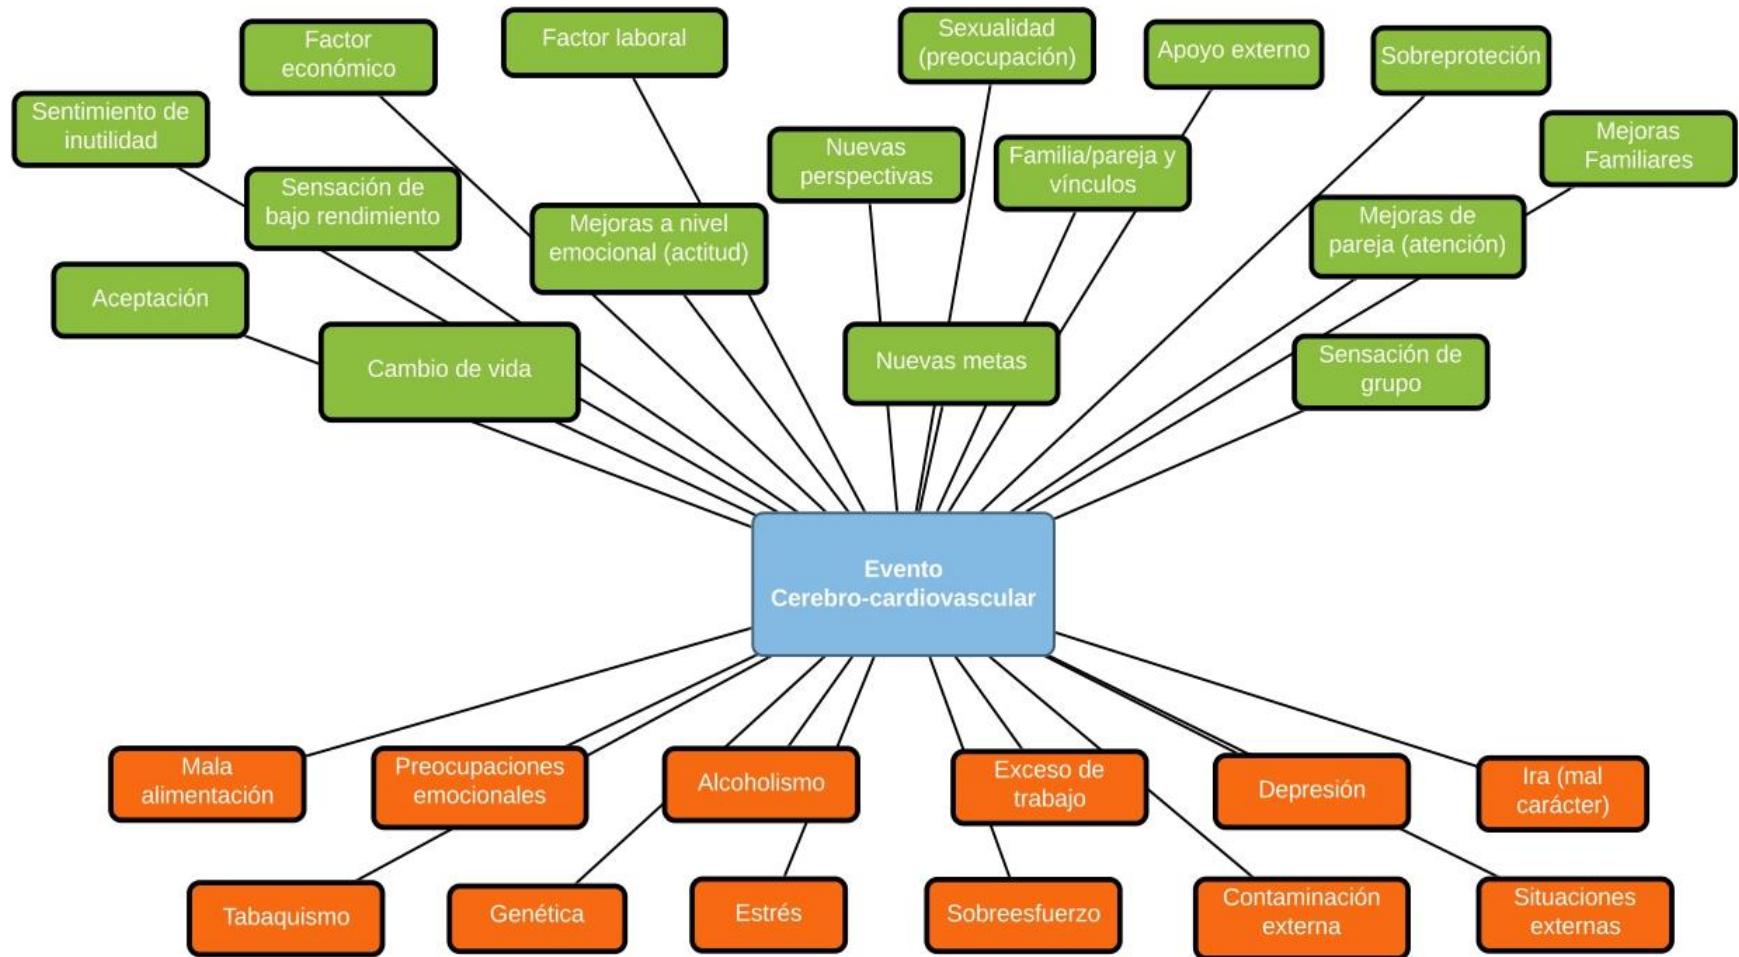 Factor
económico
Factor laboral
Sexualidad
(preocupación)
Apoyo externo
Sobreproteción
Sentimiento de
inutilidad
Sensación de
bajo rendimiento
Nuevas
perspectivas
Familia/pareja y
vínculos
Mejoras
Familiares
Mejoras a nivel
emocional (actitud)
Mejoras de
pareja (atención)
Aceptación
Cambio de vida
Nuevas metas
Sensación de
grupo
Evento
Cerebro-cardiovascular
Mala
alimentación
Preocupaciones
emocionales
Alcoholismo
Exceso de
trabajo
Depresión
Ira (mal
carácter)
Tabaquismo
Genética
Estrés
Sobreesfuerzo
Contaminación
externa
Situaciones
externas